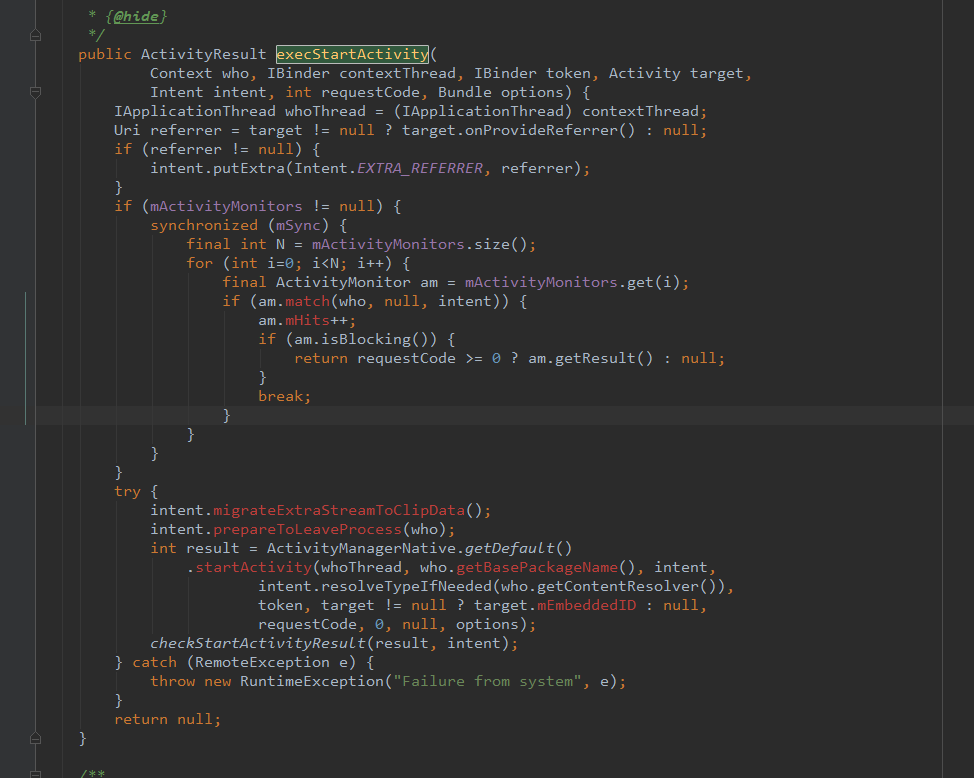 * {@hide}
*/
public ActivityResult execStartActivity(
Context who, IBinder contextThread, IBinder token, Activity target,
Intent intent, int requestCode, Bundle options) {
IApplicationThread whoThread = (IApplicationThread) contextThread;
Uri referrer = target != null ? target.onProvideReferrer() : null;
if (referrer != null) {
intent.putExtra(Intent.EXTRA_REFERRER, referrer);
}
if (mActivityMonitors != null) {
synchronized (mSync) {
final int N = mActivityMonitors.size();
for (int i=0; i<N; i++) {
final ActivityMonitor am = mActivityMonitors.get(i);
if (am.match(who, null, intent)) {
am.mHits++;
if (am.isBlocking()) {
return requestCode >= 0 ? am.getResult() : null;
}
break;
}
}
}
}
try {
intent.migrateExtraStreamToClipData();
intent.prepareToLeaveProcess(who);
int result = ActivityManagerNative.getDefault()
.startActivity(whoThread, who.getBasePackageName(), intent,
intent.resolveTypeIfNeeded(who.getContentResolver()),
token, target != null ? target.mEmbeddedID : null,
requestCode, 0, null, options);
checkStartActivityResult(result, intent);
} catch (RemoteException e) {
throw new RuntimeException("Failure from system", e);
}
return null;
}
/**